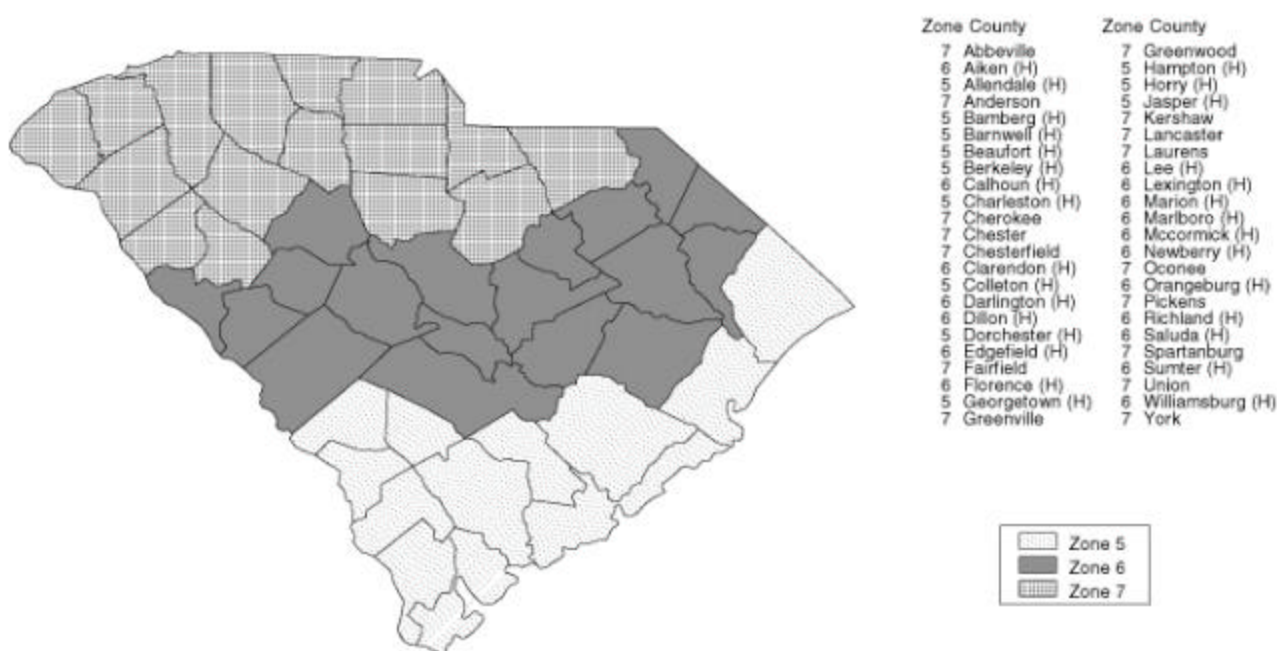 Zone County
7 Abbeville
6 Aiken (H)
5 Allendale (H)
7 Anderson
5 Bamberg (H)
5 Barnwell (H)
5 Beaufort (H)
5 Berkeley (H)
6 Calhoun (H)
5 Charleston (H)
7 Cherokee
7 Chester
7 Chesterfield
6 Clarendon (H)
5 Colleton (H)
6 Darlington (H)
6 Dillon (H)
5 Dorchester (H)
6 Edgefield (H)
7 Fairfield
6 Florence (H)
5 Georgetown (H)
7 Greenville
Zone County
7 Greenwood
5 Hampton (H)
5 Horry (H)
5 Jasper (H)
7 Kershaw
7 Lancaster
7 Laurens
6 Lee (H)
6 Lexington (H)
6 Marion (H)
6 Marlboro (H)
6 Mccormick (H)
6 Newberry (H)
7 Oconee
6 Orangeburg (H)
7 Pickens
6 Richland (H)
6 Saluda (H)
7 Spartanburg
6 Sumter (H)
7 Union
6 Williamsburg (H)
7 York
Zone 5
Zone 6
Zone 7